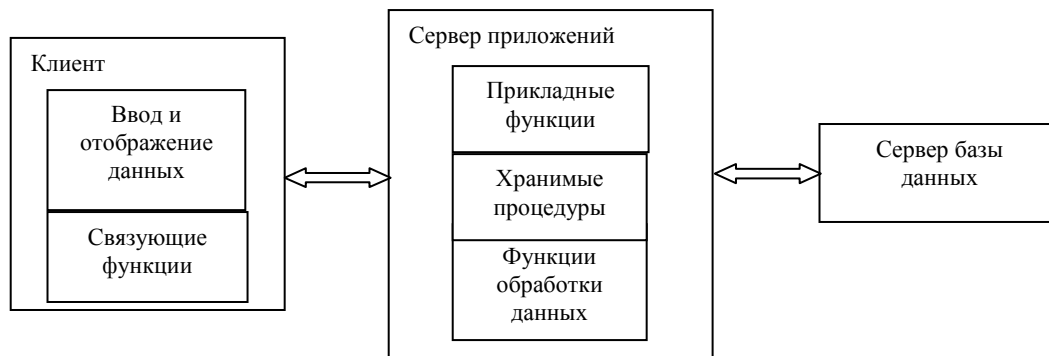 Клиент
Ввод и
отображение
данных
Связующие
функции
Сервер приложений
Прикладные
функции
Хранимые
процедуры
Функции
обработки
данных
Сервер базы
данных